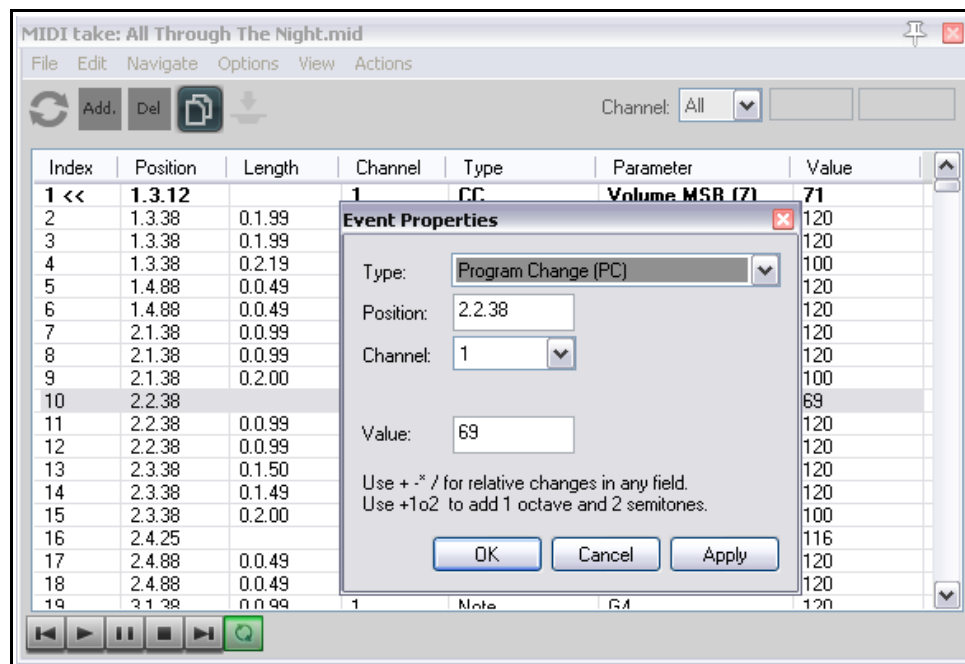 MIDI take: All Through The Night.mid
File Edit Navigate Options View Actions
Add. Del Channel: All
Index Position Length Channel Type Parameter Value
1 << 1.3.12 1 CC Volume MSB (7) 71
2 1.3.38 0.1.99 120
3 1.3.38 0.1.99 120
4 1.3.38 0.2.19 100
5 1.4.88 0.0.49 120
6 1.4.88 0.0.49 120
7 2.1.38 0.0.99 120
8 2.1.38 0.0.99 120
9 2.1.38 0.2.00 100
10 2.2.38 69
11 2.2.38 0.0.99 120
12 2.2.38 0.0.99 120
13 2.3.38 0.1.50 120
14 2.3.38 0.1.49 120
15 2.3.38 0.2.00 100
16 2.4.25 116
17 2.4.88 0.0.49 120
18 2.4.88 0.0.49 120
19 3.1.38 0.0.99 1 Note G4 120
Event Properties
Type: Program Change (PC)
Position: 2.2.38
Channel: 1
Value: 69
Use + -* / for relative changes in any field.
Use +1o2 to add 1 octave and 2 semitones.
OK Cancel Apply